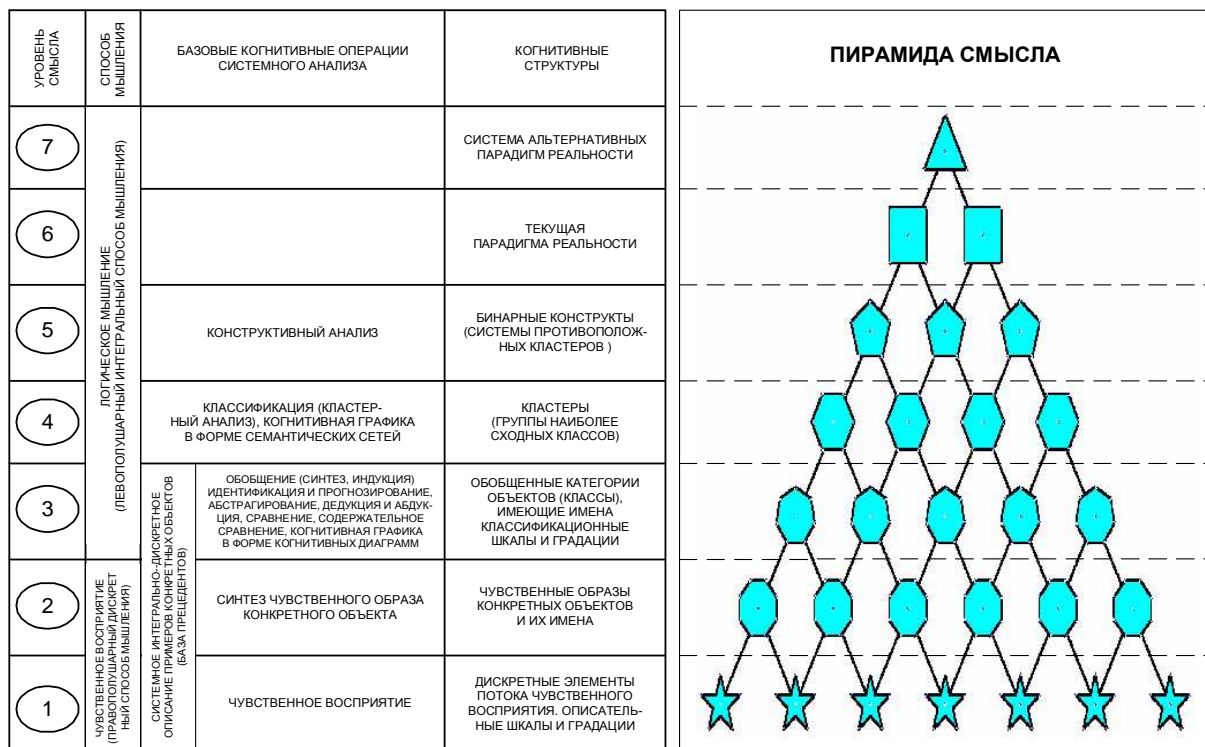 УРОВЕНЬ
СМЫСЛА
СПОСОБ
МЫШЛЕНИЯ
БАЗОВЫЕ КОГНИТИВНЫЕ ОПЕРАЦИИ
СИСТЕМНОГО АНАЛИЗА
КОГНИТИВНЫЕ
СТРУКТУРЫ
ПИРАМИДА СМЫСЛА
7
ЛОГИЧЕСКОЕ МЫШЛЕНИЕ
(ЛЕВОПОЛУШАРНЫЙ ИНТЕГРАЛЬНЫЙ СПОСОБ МЫШЛЕНИЯ)
СИСТЕМА АЛЬТЕРНАТИВНЫХ
ПАРАДИГМ РЕАЛЬНОСТИ
6
ТЕКУЩАЯ
ПАРАДИГМА РЕАЛЬНОСТИ
5
КОНСТРУКТИВНЫЙ АНАЛИЗ
БИНАРНЫЕ КОНСТРУКТЫ
(СИСТЕМЫ ПРОТИВОПОЛОЖ-
НЫХ КЛАСТЕРОВ )
4
КЛАССИФИКАЦИЯ (КЛАСТЕР-
НЫЙ АНАЛИЗ), КОГНИТИВНАЯ ГРАФИКА
В ФОРМЕ СЕМАНТИЧЕСКИХ СЕТЕЙ
КЛАСТЕРЫ
(ГРУППЫ НАИБОЛЕЕ
СХОДНЫХ КЛАССОВ)
3
СИСТЕМНОЕ ИНТЕГРАЛЬНО-ДИСКРЕТНОЕ
ОПИСАНИЕ ПРИМЕРОВ КОНКРЕТНЫХ ОБЪЕКТОВ
(БАЗА ПРЕЦЕДЕНТОВ)
ОБОБЩЕНИЕ (СИНТЕЗ, ИНДУКЦИЯ)
ИДЕНТИФИКАЦИЯ И ПРОГНОЗИРОВАНИЕ,
АБСТРАГИРОВАНИЕ, ДЕДУКЦИЯ И АБДУК-
ЦИЯ, СРАВНЕНИЕ, СОДЕРЖАТЕЛЬНОЕ
СРАВНЕНИЕ, КОГНИТИВНАЯ ГРАФИКА
В ФОРМЕ КОГНИТИВНЫХ ДИАГРАММ
ОБОБЩЕННЫЕ КАТЕГОРИИ
ОБЪЕКТОВ (КЛАССЫ),
ИМЕЮЩИЕ ИМЕНА
КЛАССИФИКАЦИОННЫЕ
ШКАЛЫ И ГРАДАЦИИ
2
ЧУВСТВЕННОЕ ВОСПРИЯТИЕ
(ПРАВОПОЛУШАРНЫЙ ДИСКРЕТ
НЫЙ СПОСОБ МЫШЛЕНИЯ)
СИНТЕЗ ЧУВСТВЕННОГО ОБРАЗА
КОНКРЕТНОГО ОБЪЕКТА
ЧУВСТВЕННЫЕ ОБРАЗЫ
КОНКРЕТНЫХ ОБЪЕКТОВ
И ИХ ИМЕНА
1
ЧУВСТВЕННОЕ ВОСПРИЯТИЕ
ДИСКРЕТНЫЕ ЭЛЕМЕНТЫ
ПОТОКА ЧУВСТВЕННОГО
ВОСПРИЯТИЯ. ОПИСАТЕЛЬ-
НЫЕ ШКАЛЫ И ГРАДАЦИИ